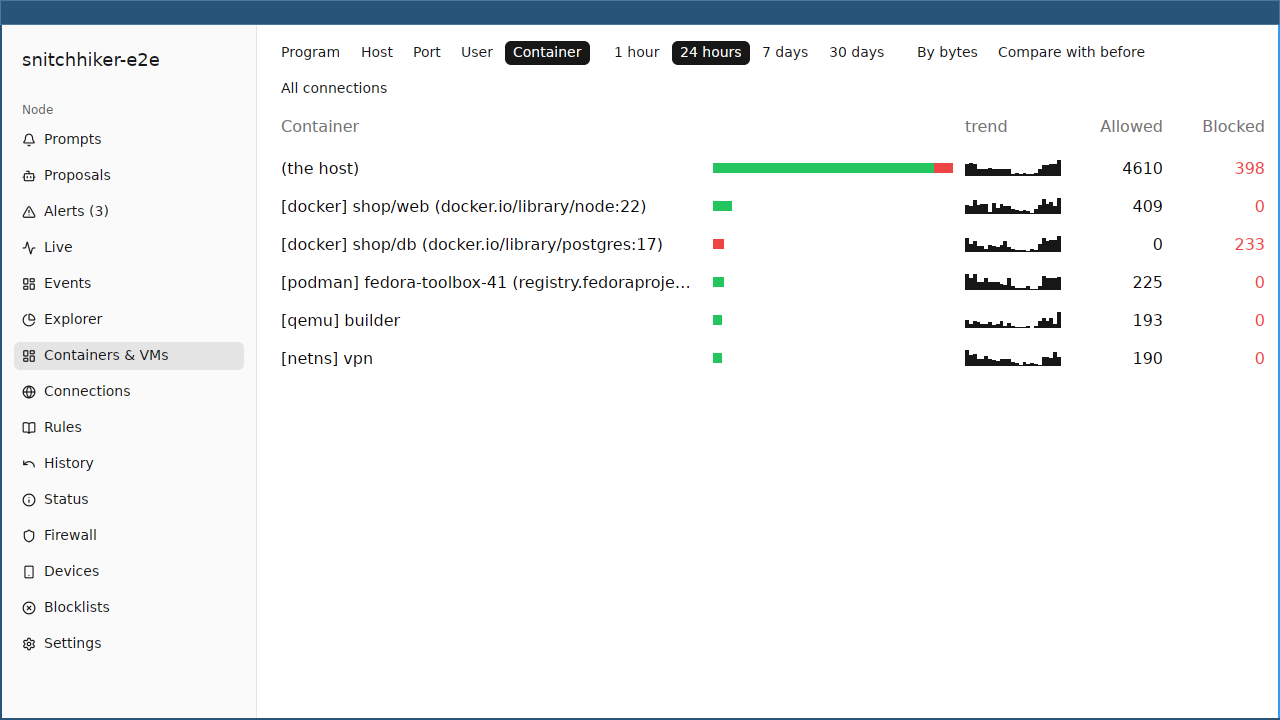 snitchhiker-e2e
Node
Prompts
Proposals
Alerts (3)
Live
Events
Explorer
Containers & VMs
Connections
Rules
History
Status
Firewall
Devices
Blocklists
Settings
Program Host Port User Container 1 hour 24 hours 7 days 30 days By bytes Compare with before
All connections
Container trend Allowed Blocked
(the host) 4610 398
[docker] shop/web (docker.io/library/node:22) 409 0
[docker] shop/db (docker.io/library/postgres:17) 0 233
[podman] fedora-toolbox-41 (registry.fedoraproje... 225 0
[qemu] builder 193 0
[netns] vpn 190 0